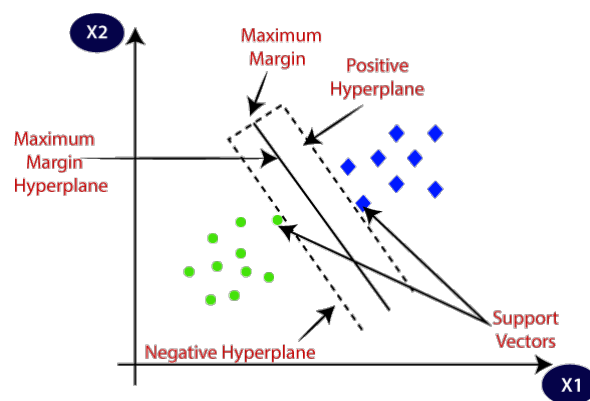 X2
Maximum
Margin
Positive
Hyperplane
Maximum
Margin
Hyperplane
Support
Vectors
Negative Hyperplane
X1